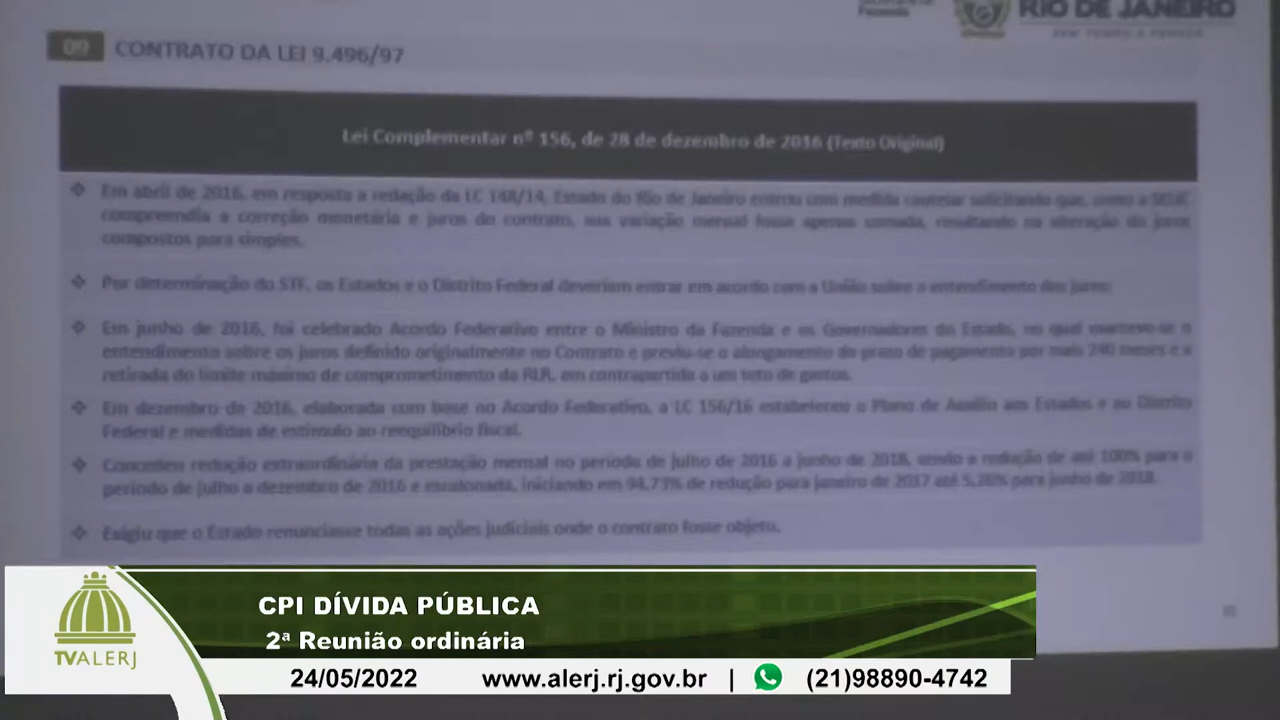 Fazenda
RIO DE JANEIRO
09 CONTRATO DA LEI 9.496/97
Lei Complementar nº 156, de 28 de dezembro de 2016 (Texto Original)
❖ Em abril de 2016, em resposta a redação da LC 148/14, Estado do Rio de Janeiro entrou com medida cautelar solicitando que, como a SELIC
compreendia a correção monetária e juros do contrato, sua variação mensal fosse apenas somada, resultando na alteração do juros
compostos para simples.
❖ Por determinação do STF, os Estados e o Distrito Federal deveriam entrar em acordo com a União sobre o entendimento dos juros;
❖ Em junho de 2016, foi celebrado Acordo Federativo entre o Ministro da Fazenda e os Governadores do Estado, no qual manteve-se o
entendimento sobre os juros definido originalmente no Contrato e previu-se o alongamento do prazo de pagamento por mais 240 meses e a
retirada do limite máximo de comprometimento da RLR, em contrapartida a um teto de gastos.
❖ Em dezembro de 2016, elaborada com base no Acordo Federativo, a LC 156/16 estabeleceu o Plano de Auxílio aos Estados e ao Distrito
Federal e medidas de estímulo ao reequilíbrio fiscal.
❖ Concedeu redução extraordinária da prestação mensal no período de julho de 2016 a junho de 2018, sendo a redução de até 100% para o
período de julho a dezembro de 2016 e escalonada, iniciando em 94,73% de redução para janeiro de 2017 até 5,26% para junho de 2018.
❖ Exigiu que o Estado renunciasse todas as ações judiciais onde o contrato fosse objeto.
CPI DÍVIDA PÚBLICA
2ª Reunião ordinária
TVALERJ
24/05/2022 www.alerj.rj.gov.br | (21)98890-4742